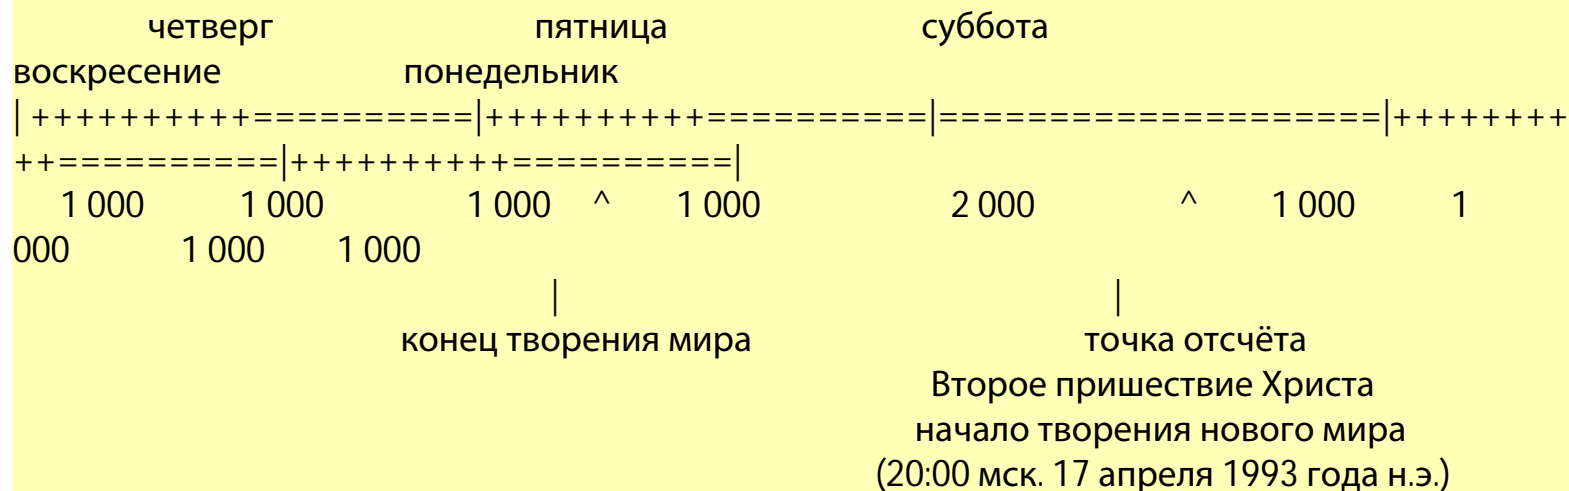 четверг пятница суббота
воскресение понедельник
|++++++++++==========|++++++++++==========|====================|++++++++
++==========|++++++++++==========|
1 000 1 000 1 000 ^ 1 000 2 000 ^ 1 000 1
000 1 000 1 000
| |
конец творения мира точка отсчёта
Второе пришествие Христа
начало творения нового мира
(20:00 мск. 17 апреля 1993 года н.э.)